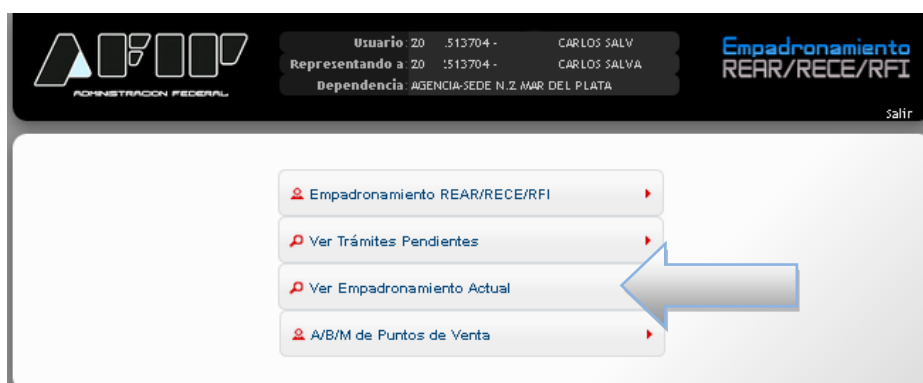 AFIP
ADMINISTRACION FEDERAL
Usuario: 20 .513704 - CARLOS SALV
Representando a: 20 :513704 - CARLOS SALVA
Dependencia: AGENCIA-SEDE N.2 MAR DEL PLATA
Empadronamiento
REAR/RECE/RFI
Salir
Empadronamiento REAR/RECE/RFI
Ver Trámites Pendientes
Ver Empadronamiento Actual
A/B/M de Puntos de Venta